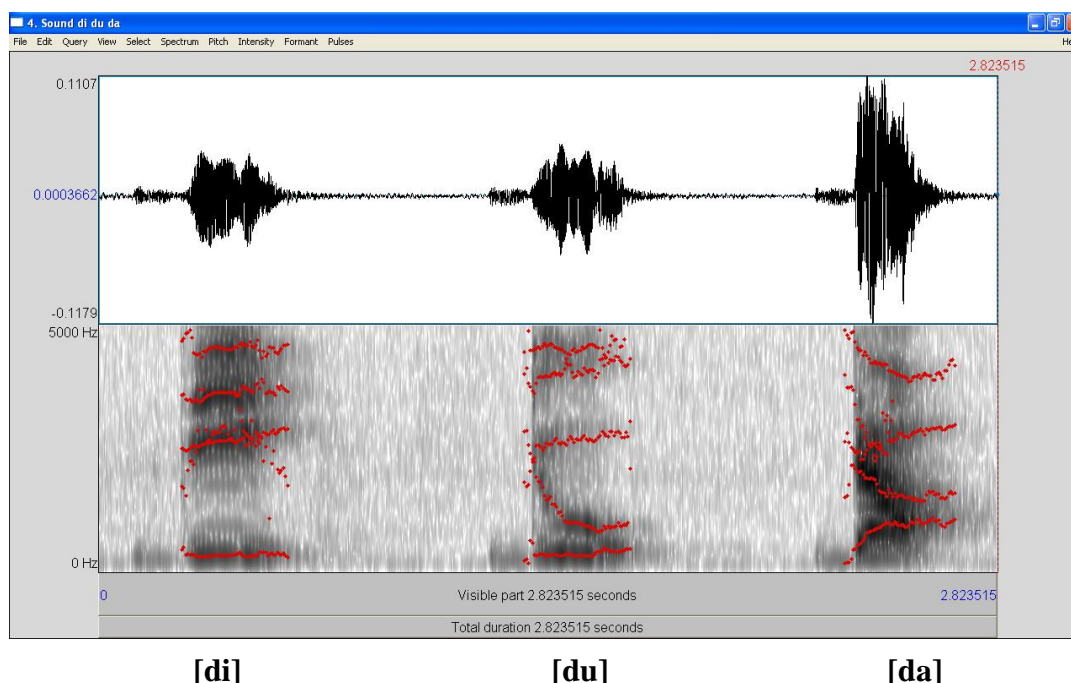 4. Sound di du da
File Edit Query View Select Spectrum Pitch Intensity Formant Pulses He
2.823515
0.1107
0.0003662
-0.1179
5000 Hz
0 Hz
0 Visible part 2.823515 seconds 2.823515
Total duration 2.823515 seconds
[di] [du] [da]